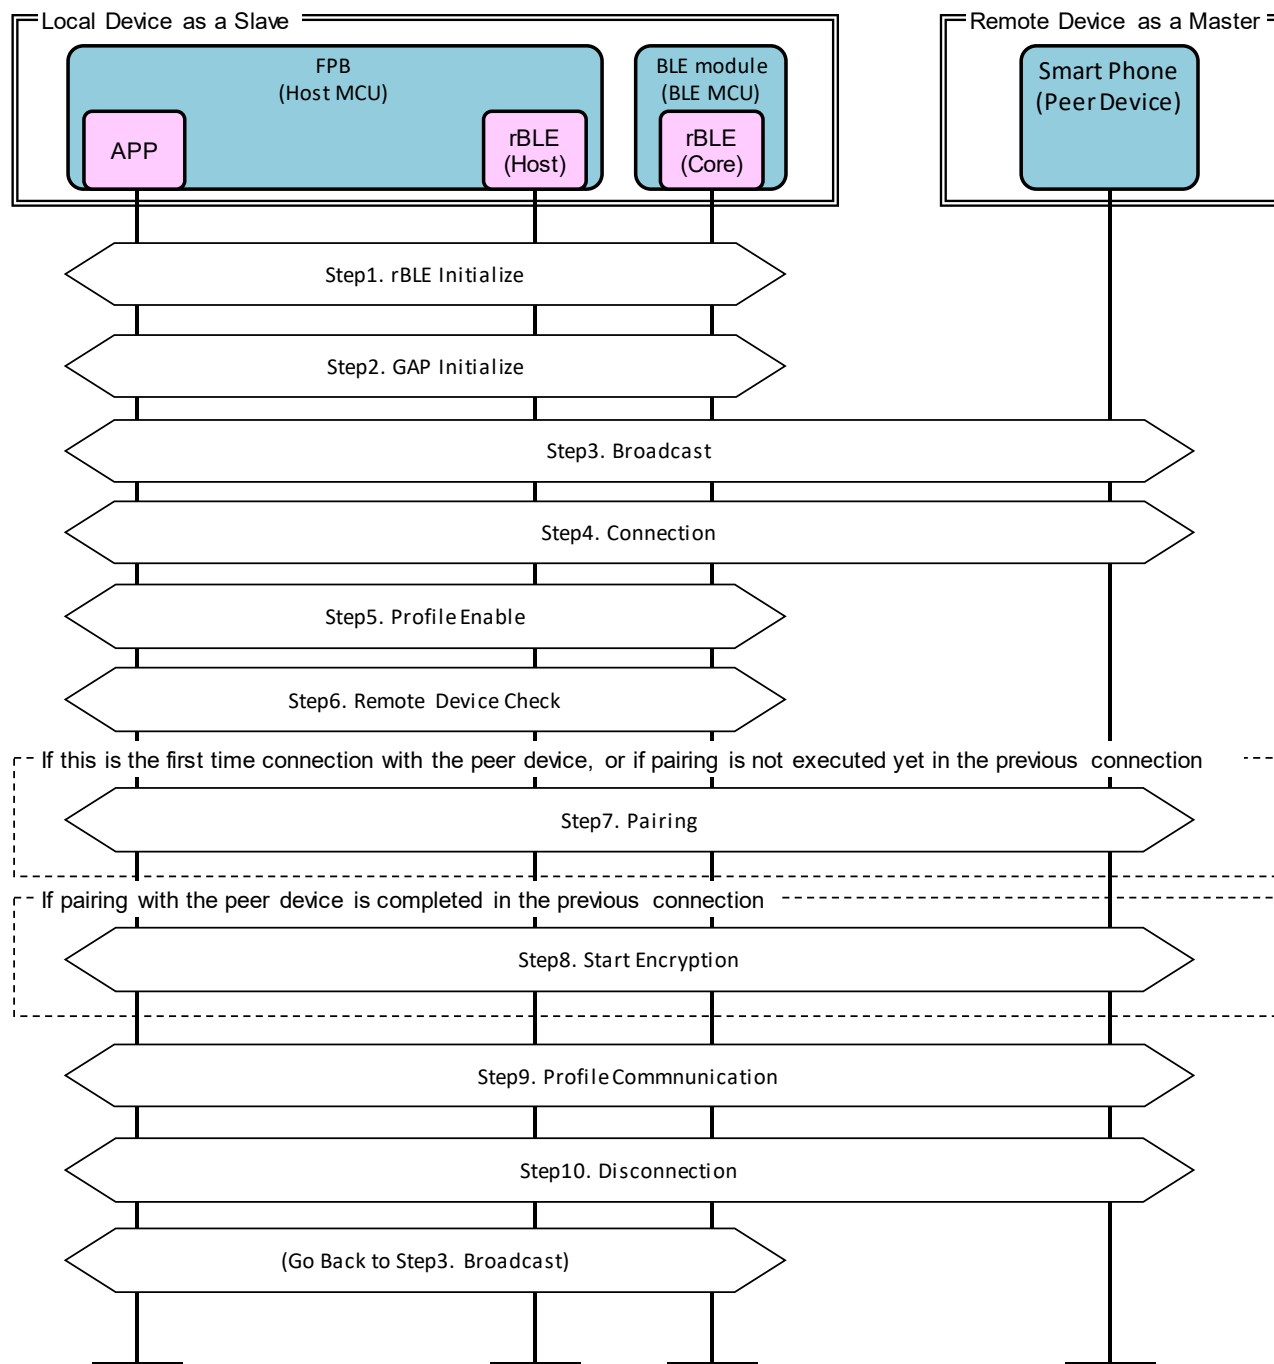 Local Device as a Slave
Remote Device as a Master
FPB
(Host MCU)
BLE module
(BLE MCU)
Smart Phone
(Peer Device)
APP
rBLE
(Host)
rBLE
(Core)
Step1. rBLE Initialize
Step2. GAP Initialize
Step3. Broadcast
Step4. Connection
Step5. Profile Enable
Step6. Remote Device Check
If this is the first time connection with the peer device, or if pairing is not executed yet in the previous connection
Step7. Pairing
If pairing with the peer device is completed in the previous connection
Step8. Start Encryption
Step9. Profile Commnunication
Step10. Disconnection
(Go Back to Step3. Broadcast)